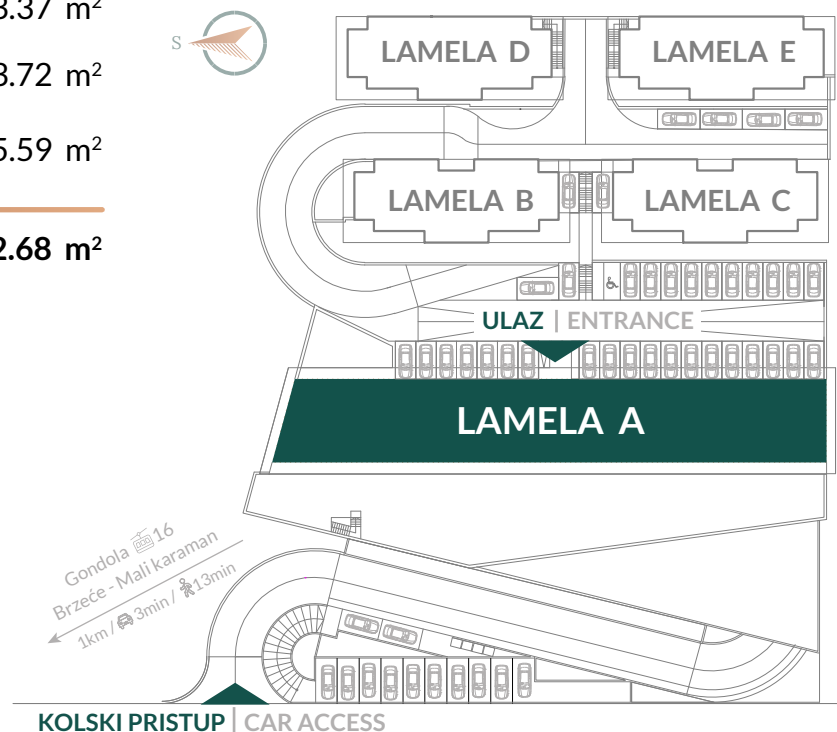 3.37 m²
3.72 m²
5.59 m²
2.68 m²
S
LAMELA D
LAMELA E
LAMELA B
LAMELA C
ULAZ | ENTRANCE
LAMELA A
Gondola 16
Brzeće - Mali karaman
1km / 3min / 13min
KOLSKI PRISTUP | CAR ACCESS